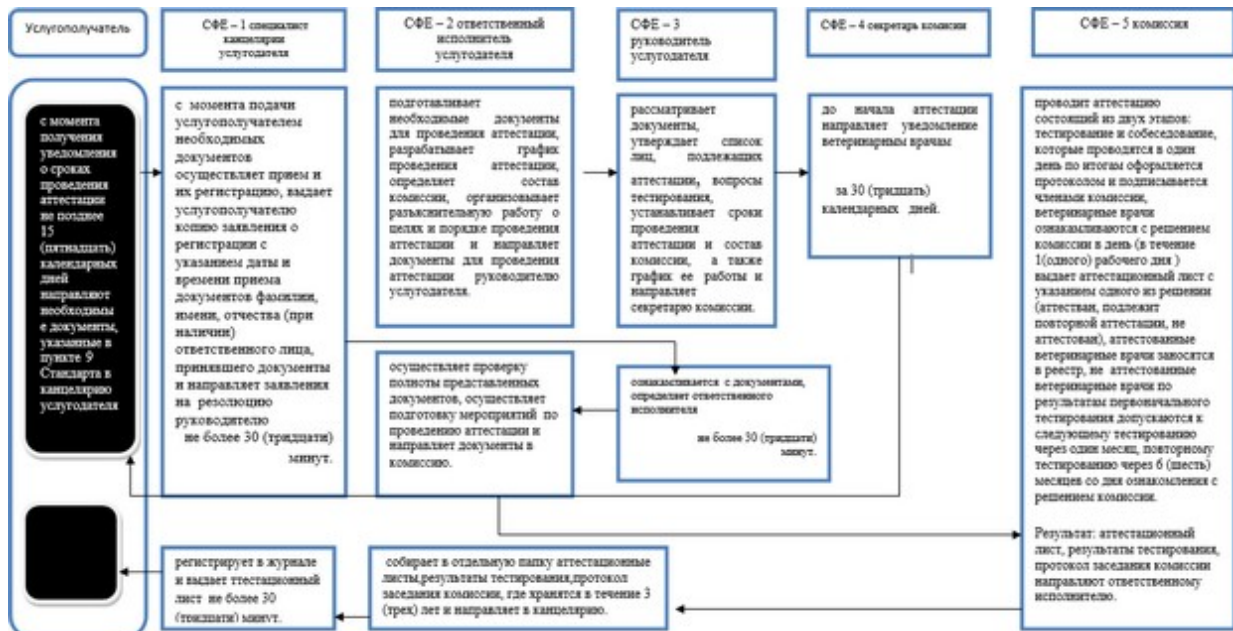 Услугополучатель
СФЕ – 1 специалист
канцелярии
услугодателя
СФЕ – 2 ответственный
исполнитель
услугодателя
СФЕ – 3
руководитель
услугодателя
СФЕ – 4 секретарь комиссии
СФЕ – 5 комиссия
с момента
получения
уведомления
о сроках
проведения
аттестации
не позднее
15
(пятнадцать)
календарных
дней
направляют
необходимы
е документы,
указанные в
пункте 9
Стандарта в
канцелярию
услугодателя
с момента подачи
услугополучателем
необходимых
документов
осуществляет прием и
их регистрацию, выдает
услугополучателю
копию заявления о
регистрации с
указанием даты и
времени приема
документов фамилии,
имени, отчества (при
наличии)
ответственного лица,
принявшего документы
и направляет заявления
на резолюцию
руководителю
не более 30 (тридцати)
минут.
подготавливает
необходимые документы
для проведения аттестации,
разрабатывает график
проведения аттестации,
определяет состав
комиссии, организовывает
разъяснительную работу о
целях и порядке проведения
аттестации и направляет
документы для проведения
аттестации руководителю
услугодателя.
рассматривает
документы,
утверждает список
лиц, подлежащих
аттестации, вопросы
тестирования,
устанавливает сроки
проведения
аттестации и состав
комиссии, а также
график ее работы и
направляет
секретарю комиссии.
до начала аттестации
направляет уведомление
ветеринарным врачам
за 30 (тридцать)
календарных дней.
проводит аттестацию
состоящий из двух этапов:
тестирование и собеседование,
которые проводятся в один
день по итогам оформляется
протоколом и подписывается
членами комиссии,
ветеринарные врачи
ознакамливаются с решением
комиссии в день (в течение
1(одного) рабочего дня )
выдает аттестационный лист с
указанием одного из решении
(аттестван, подлежит
повторной аттестации, не
аттестован), аттестованные
ветеринарные врачи заносятся
в реестр, не аттестованные
ветеринарные врачи по
результатам первоначального
тестирования допускаются к
следующему тестированию
через один месяц, повторному
тестированию через 6 (шесть)
месяцев со дня ознакомления с
решением комиссии.
Результат: аттестационный
лист, результаты тестирования,
протокол заседания комиссии
направляют ответственному
исполнителю.
осуществляет проверку
полноты представленных
документов, осуществляет
подготовку мероприятий по
проведению аттестации и
направляет документы в
комиссию.
ознакамливается с документами,
определяет ответственного
исполнителя
не более 30 (тридцати)
минут.
регистрирует в журнале
и выдает ттестационный
лист не более 30
(тридцати) минут.
собирает в отдельную папку аттестационные
листы,результаты тестирования,протокол
заседания комиссии, где хранятся в течение 3
(трех) лет и направляет в канцелярию.